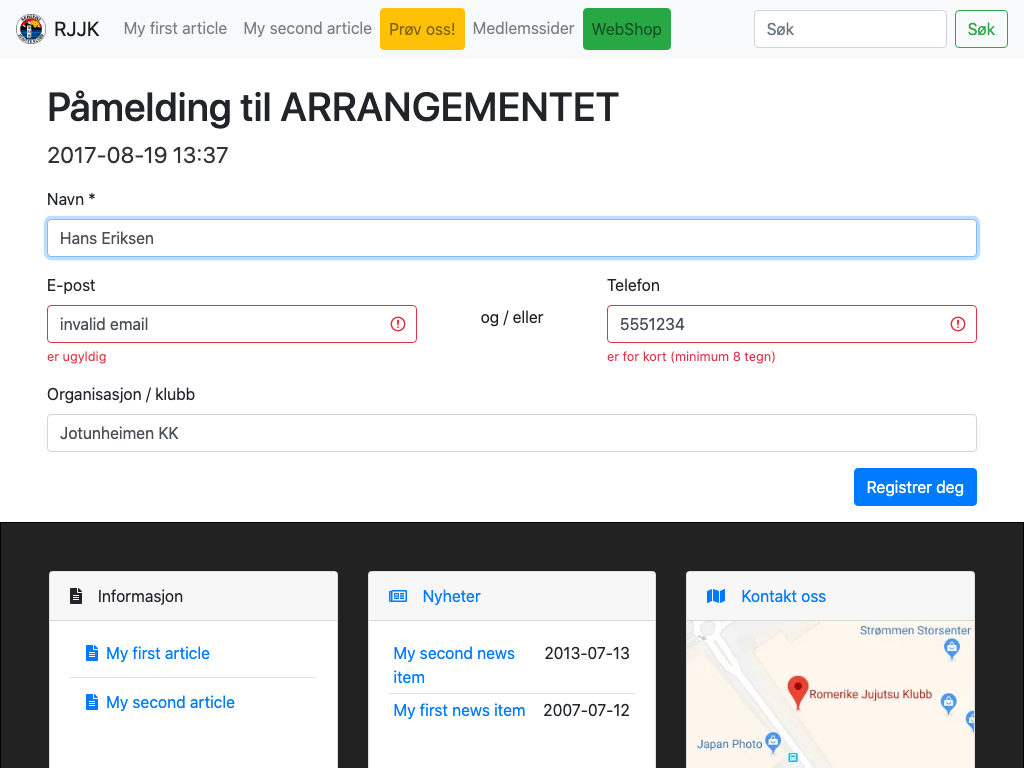 RJJK My first article My second article Prøv oss! Medlemssider WebShop Søk Søk
Påmelding til ARRANGEMENTET
2017-08-19 13:37
Navn *
Hans Eriksen
E-post
invalid email
er ugyldig
og / eller
Telefon
5551234
er for kort (minimum 8 tegn)
Organisasjon / klubb
Jotunheimen KK
Registrer deg
Informasjon
My first article
My second article
Nyheter
My second news 2013-07-13
item
My first news item 2007-07-12
Kontakt oss
Strømmen Storsenter
Romerike Jujutsu Klubb
Japan Photo